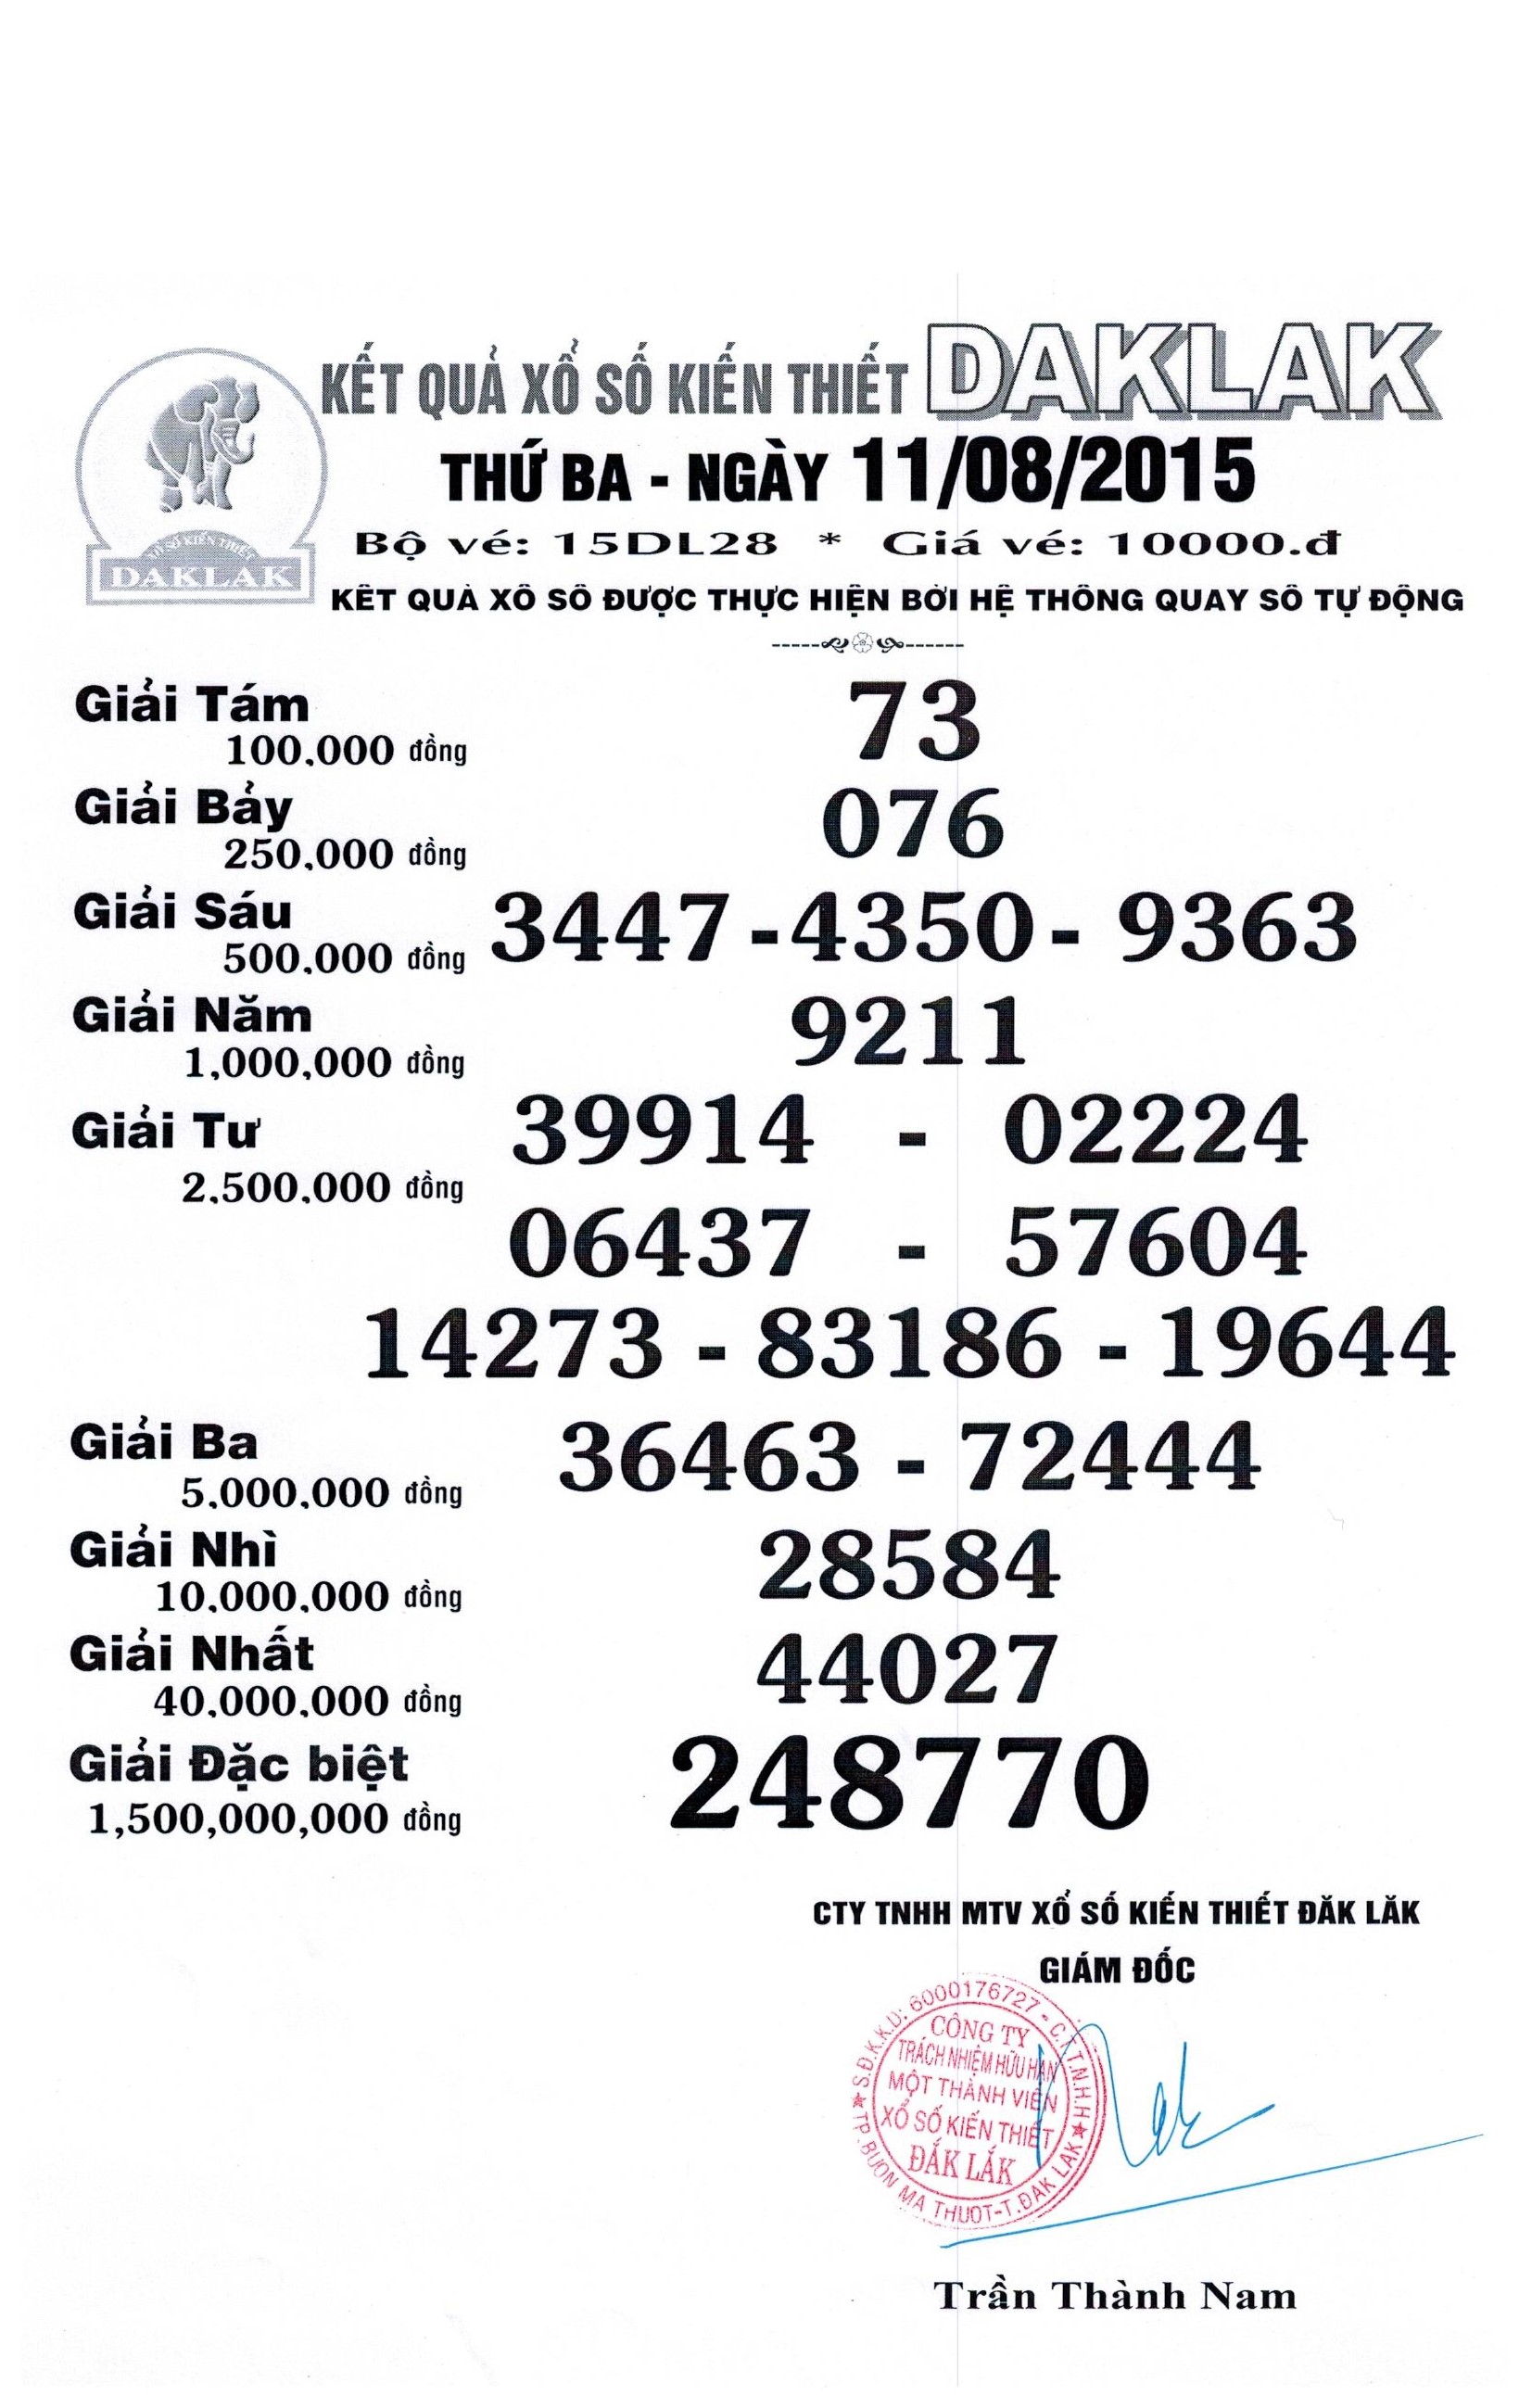 KẾT QUẢ XỔ SỐ KIẾN THIẾT DAKLAK
THỨ BA - NGÀY 11/08/2015
XỔ SỐ KIẾN THIẾT
DAKLAK
Bộ vé: 15DL28 * Giá vé: 10000.đ
KẾT QUẢ XỔ SỐ ĐƯỢC THỰC HIỆN BỞI HỆ THỐNG QUAY SỐ TỰ ĐỘNG
Giải Tám 73
100,000 đồng
Giải Bảy 076
250,000 đồng
Giải Sáu 3447 - 4350 - 9363
500,000 đồng
Giải Năm 9211
1,000,000 đồng
Giải Tư 39914 - 02224
2,500,000 đồng
06437 - 57604
14273 - 83186 - 19644
Giải Ba 36463 - 72444
5,000,000 đồng
Giải Nhì 28584
10,000,000 đồng
Giải Nhất 44027
40,000,000 đồng
Giải Đặc biệt 248770
1,500,000,000 đồng
CTY TNHH MTV XỔ SỐ KIẾN THIẾT ĐĂK LĂK
GIÁM ĐỐC
S.Đ.K.K.D: 6000176727 - C.T.T.N.H.H
CÔNG TY
TRÁCH NHIỆM HỮU HẠN
MỘT THÀNH VIÊN
XỔ SỐ KIẾN THIẾT
ĐẮK LẮK
TP.BUÔN MA THUỘT-T.ĐẮK LẮK
Trần Thành Nam